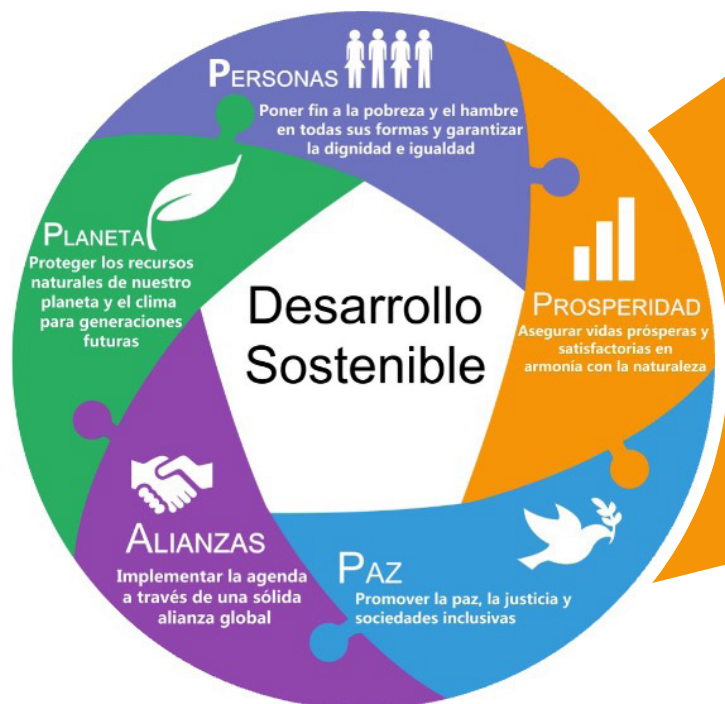 PERSONAS
Poner fin a la pobreza y el hambre
en todas sus formas y garantizar
la dignidad e igualdad
PLANETA
Proteger los recursos
naturales de nuestro
planeta y el clima
para generaciones
futuras
Desarrollo
Sostenible
PROSPERIDAD
Asegurar vidas prósperas y
satisfactorias en
armonía con la naturaleza
ALIANZAS
Implementar la agenda
a través de una sólida
alianza global
PAZ
Promover la paz, la justicia y
sociedades inclusivas